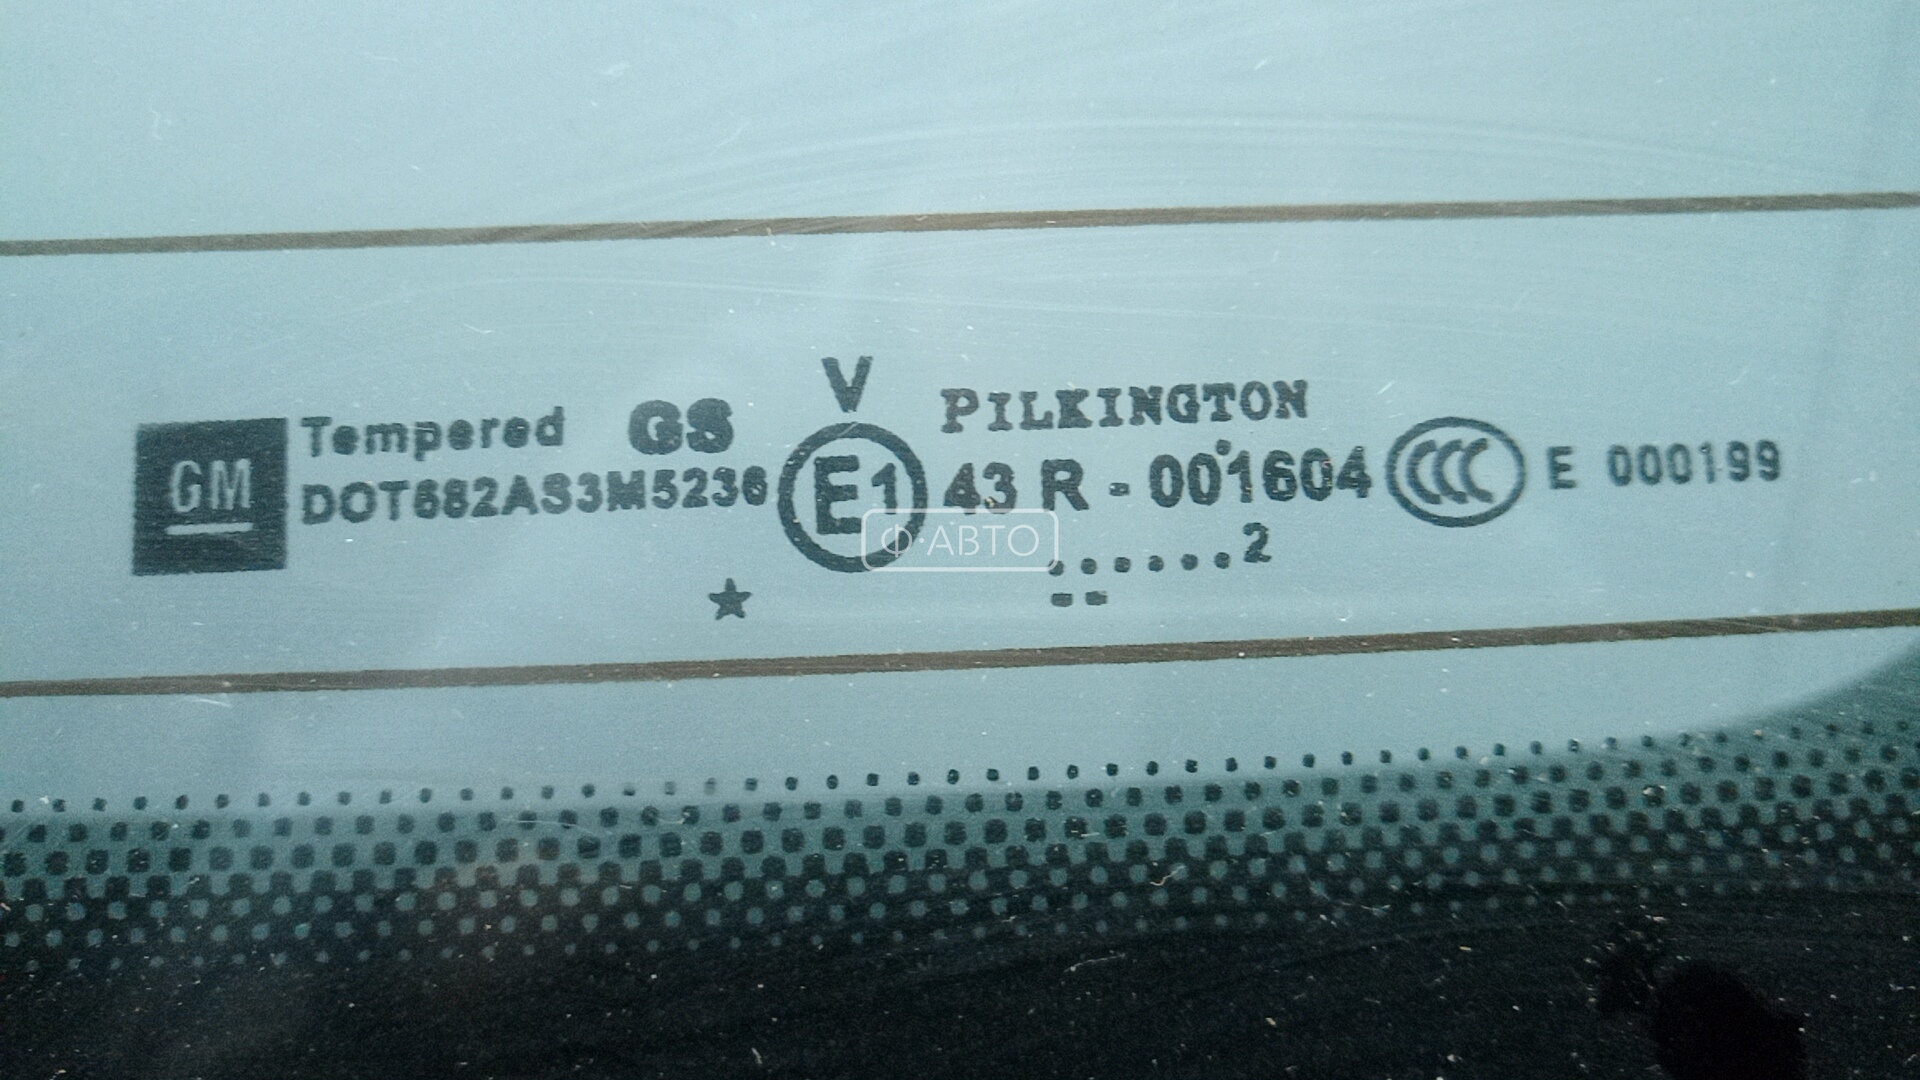 V
GM
Tempered GS
PILKINGTON
DOT682AS3M5236
E1
43 R - 001604
CCC
E 000199
Ф·АВТО
......2